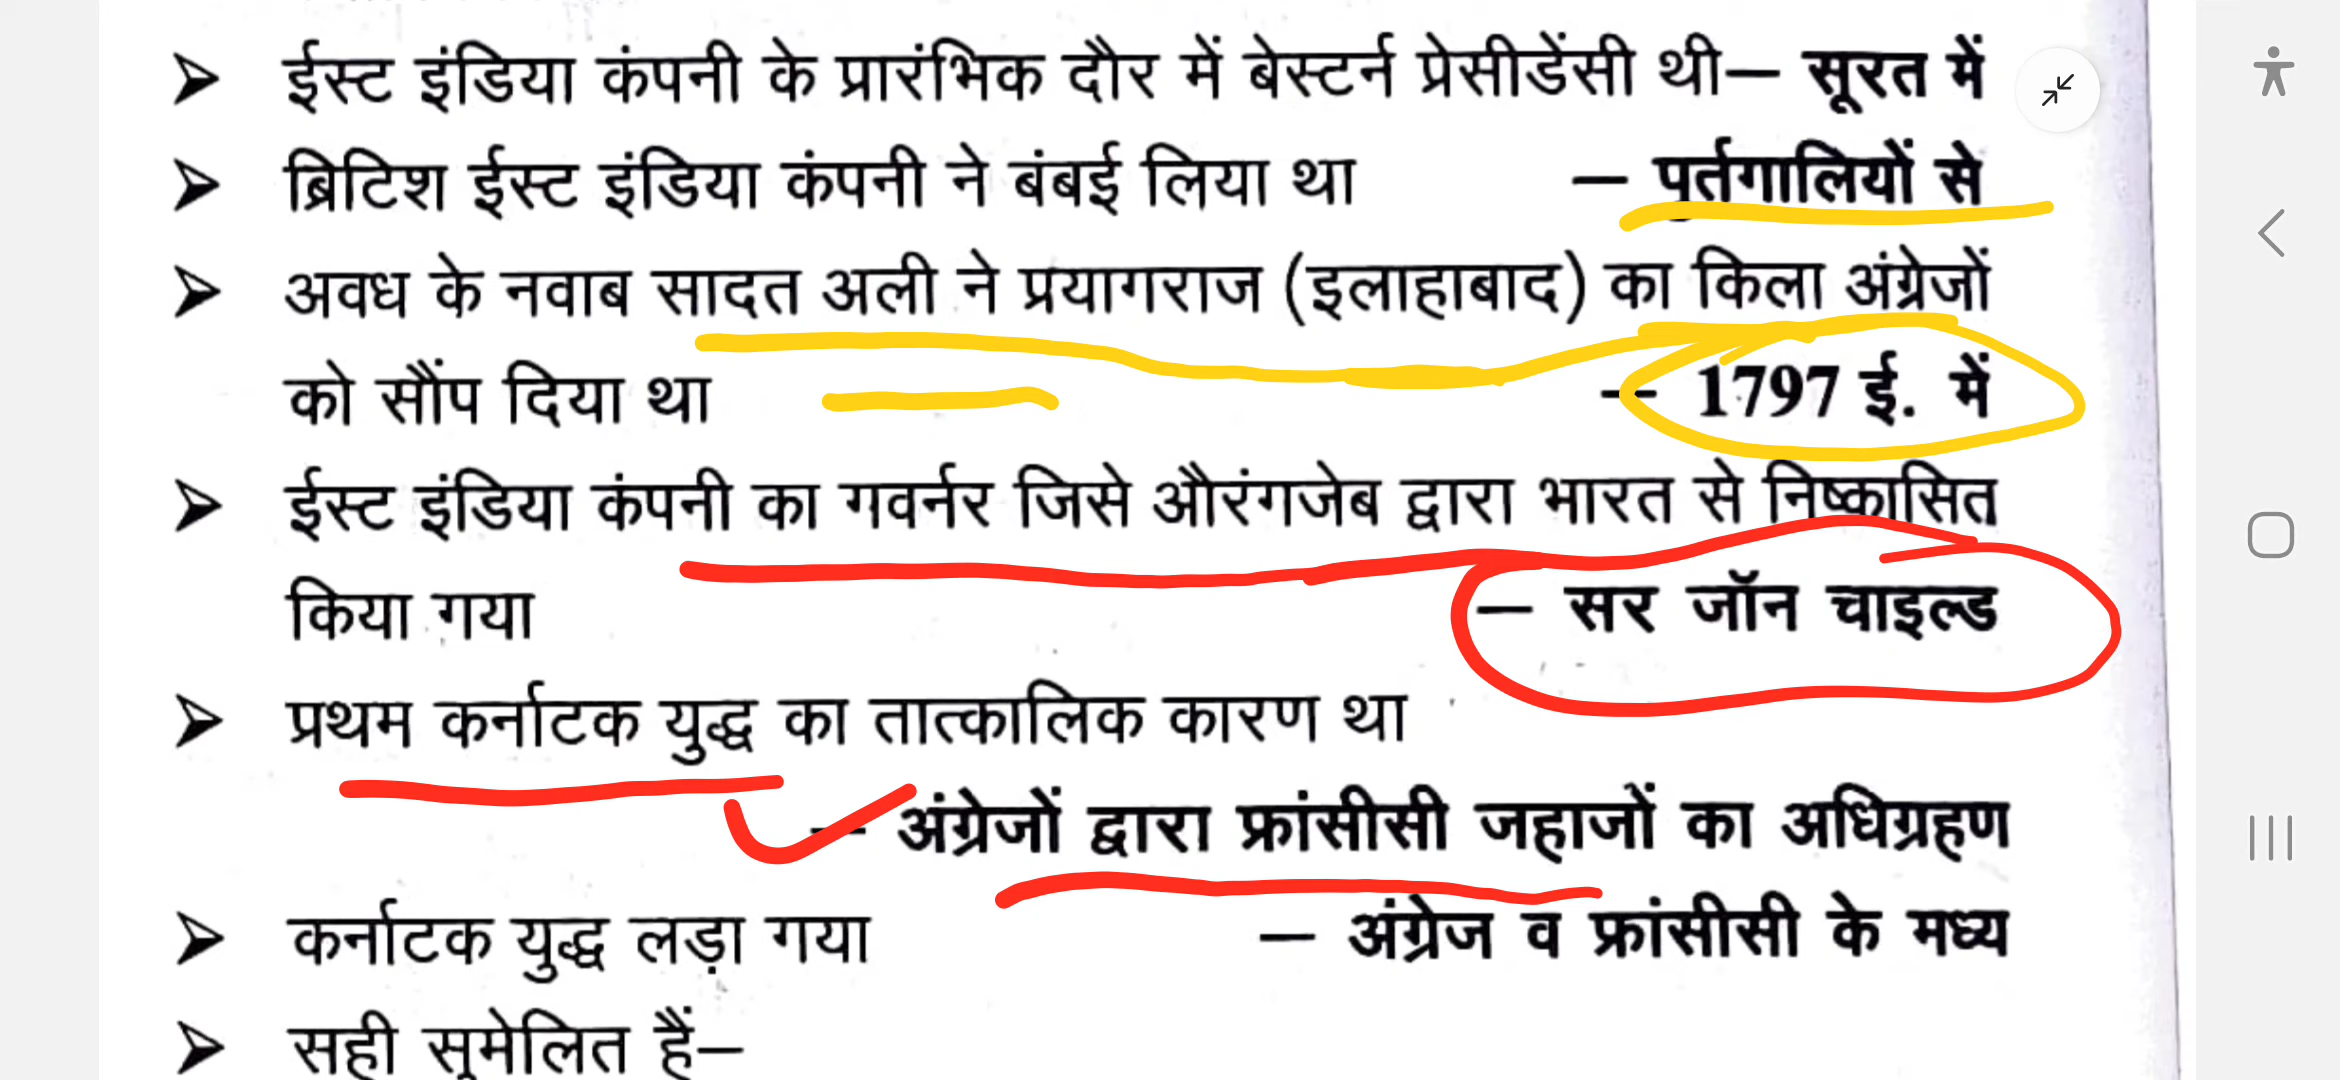 ➤ ईस्ट इंडिया कंपनी के प्रारंभिक दौर में बेस्टर्न प्रेसीडेंसी थी— सूरत में
➤ ब्रिटिश ईस्ट इंडिया कंपनी ने बंबई लिया था — पुर्तगालियों से
➤ अवध के नवाब सादत अली ने प्रयागराज (इलाहाबाद) का किला अंग्रेजों
को सौंप दिया था — 1797 ई. में
➤ ईस्ट इंडिया कंपनी का गवर्नर जिसे औरंगजेब द्वारा भारत से निष्कासित
किया गया — सर जॉन चाइल्ड
➤ प्रथम कर्नाटक युद्ध का तात्कालिक कारण था
— अंग्रेजों द्वारा फ्रांसीसी जहाजों का अधिग्रहण
➤ कर्नाटक युद्ध लड़ा गया — अंग्रेज व फ्रांसीसी के मध्य
➤ सही सुमेलित हैं—